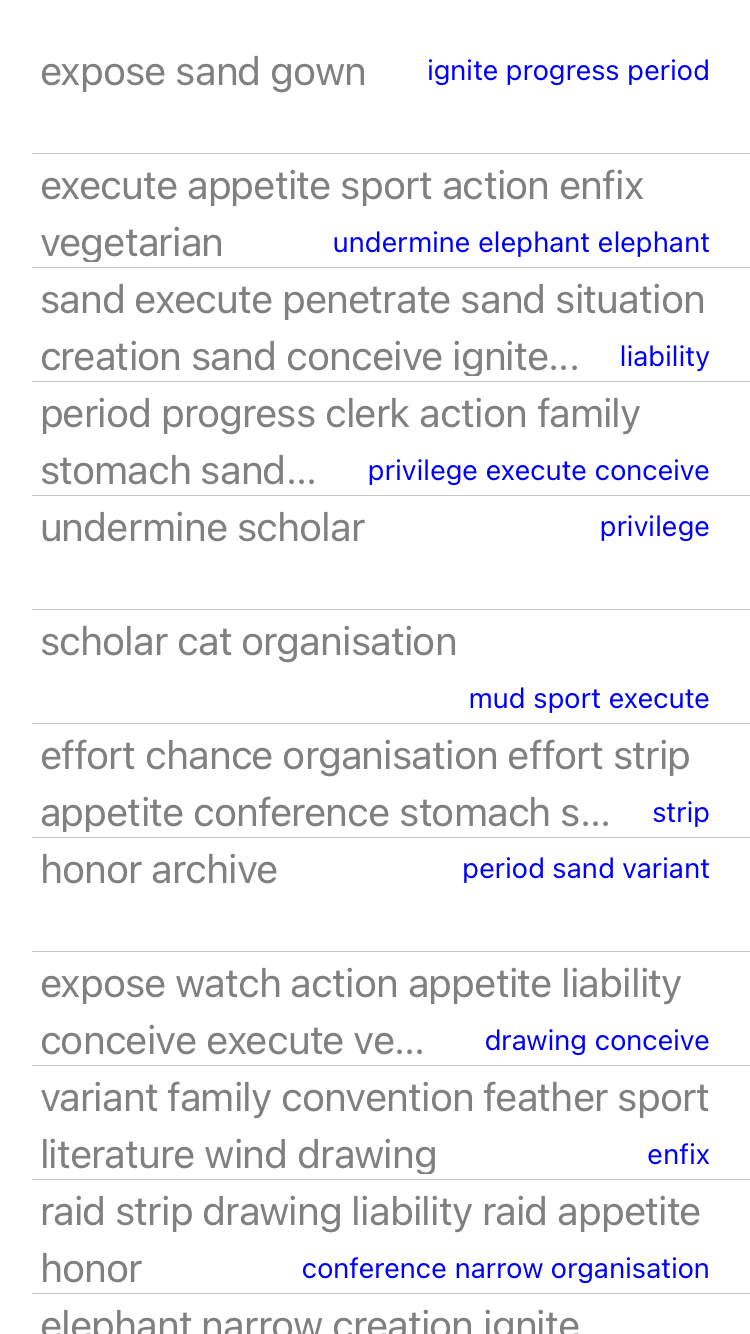 expose sand gown ignite progress period
execute appetite sport action enfix
vegetarian undermine elephant elephant
sand execute penetrate sand situation
creation sand conceive ignite... liability
period progress clerk action family
stomach sand... privilege execute conceive
undermine scholar privilege
scholar cat organisation
mud sport execute
effort chance organisation effort strip
appetite conference stomach s... strip
honor archive period sand variant
expose watch action appetite liability
conceive execute ve... drawing conceive
variant family convention feather sport
literature wind drawing enfix
raid strip drawing liability raid appetite
honor conference narrow organisation
elephant narrow creation ignite